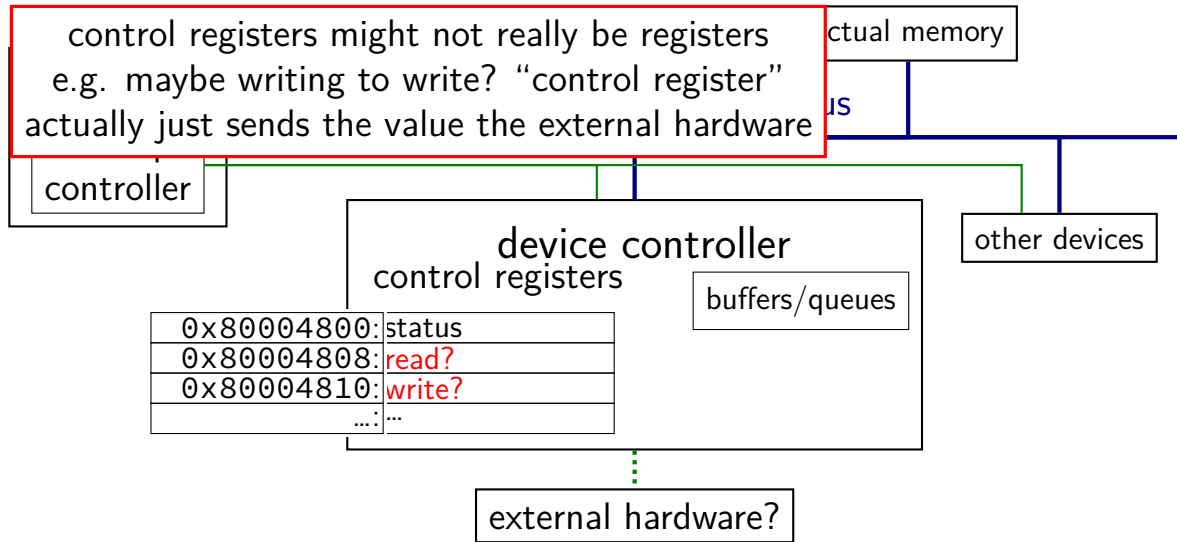 control registers might not really be registers
e.g. maybe writing to write? “control register”
actually just sends the value the external hardware
controller
device controller
control registers
buffers/queues
0x80004800: status
0x80004808: read?
0x80004810: write?
…: …
other devices
external hardware?
memory